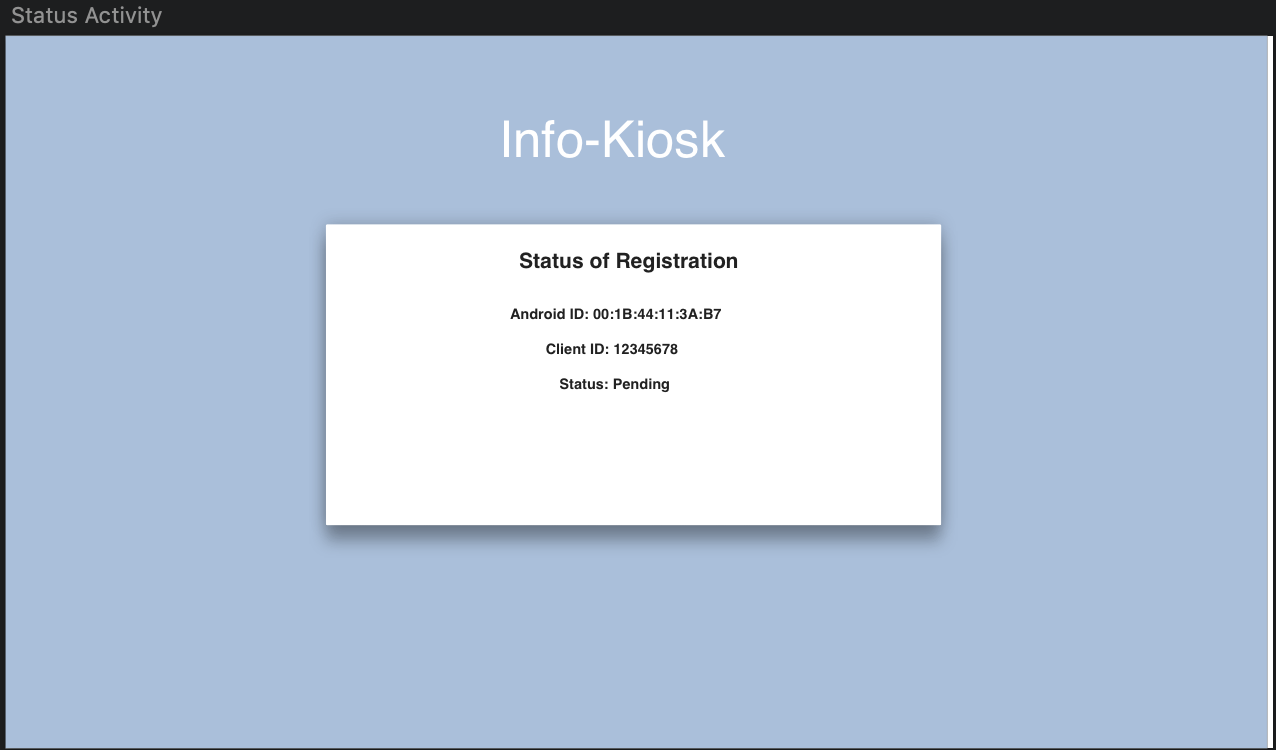 Status Activity
Info-Kiosk
Status of Registration
Android ID: 00:1B:44:11:3A:B7
Client ID: 12345678
Status: Pending